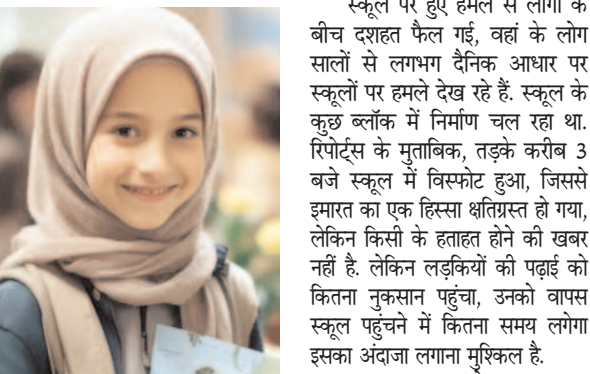 स्कूल पर हुए हमले से लोगों के
बीच दशहत फैल गई, वहां के लोग
सालों से लगभग दैनिक आधार पर
स्कूलों पर हमले देख रहे हैं. स्कूल के
कुछ ब्लॉक में निर्माण चल रहा था.
रिपोर्ट्स के मुताबिक, तड़के करीब 3
बजे स्कूल में विस्फोट हुआ, जिससे
इमारत का एक हिस्सा क्षतिग्रस्त हो गया,
लेकिन किसी के हताहत होने की खबर
नहीं है. लेकिन लड़कियों की पढ़ाई को
कितना नुकसान पहुंचा, उनको वापस
स्कूल पहुंचने में कितना समय लगेगा
इसका अंदाजा लगाना मुश्किल है.